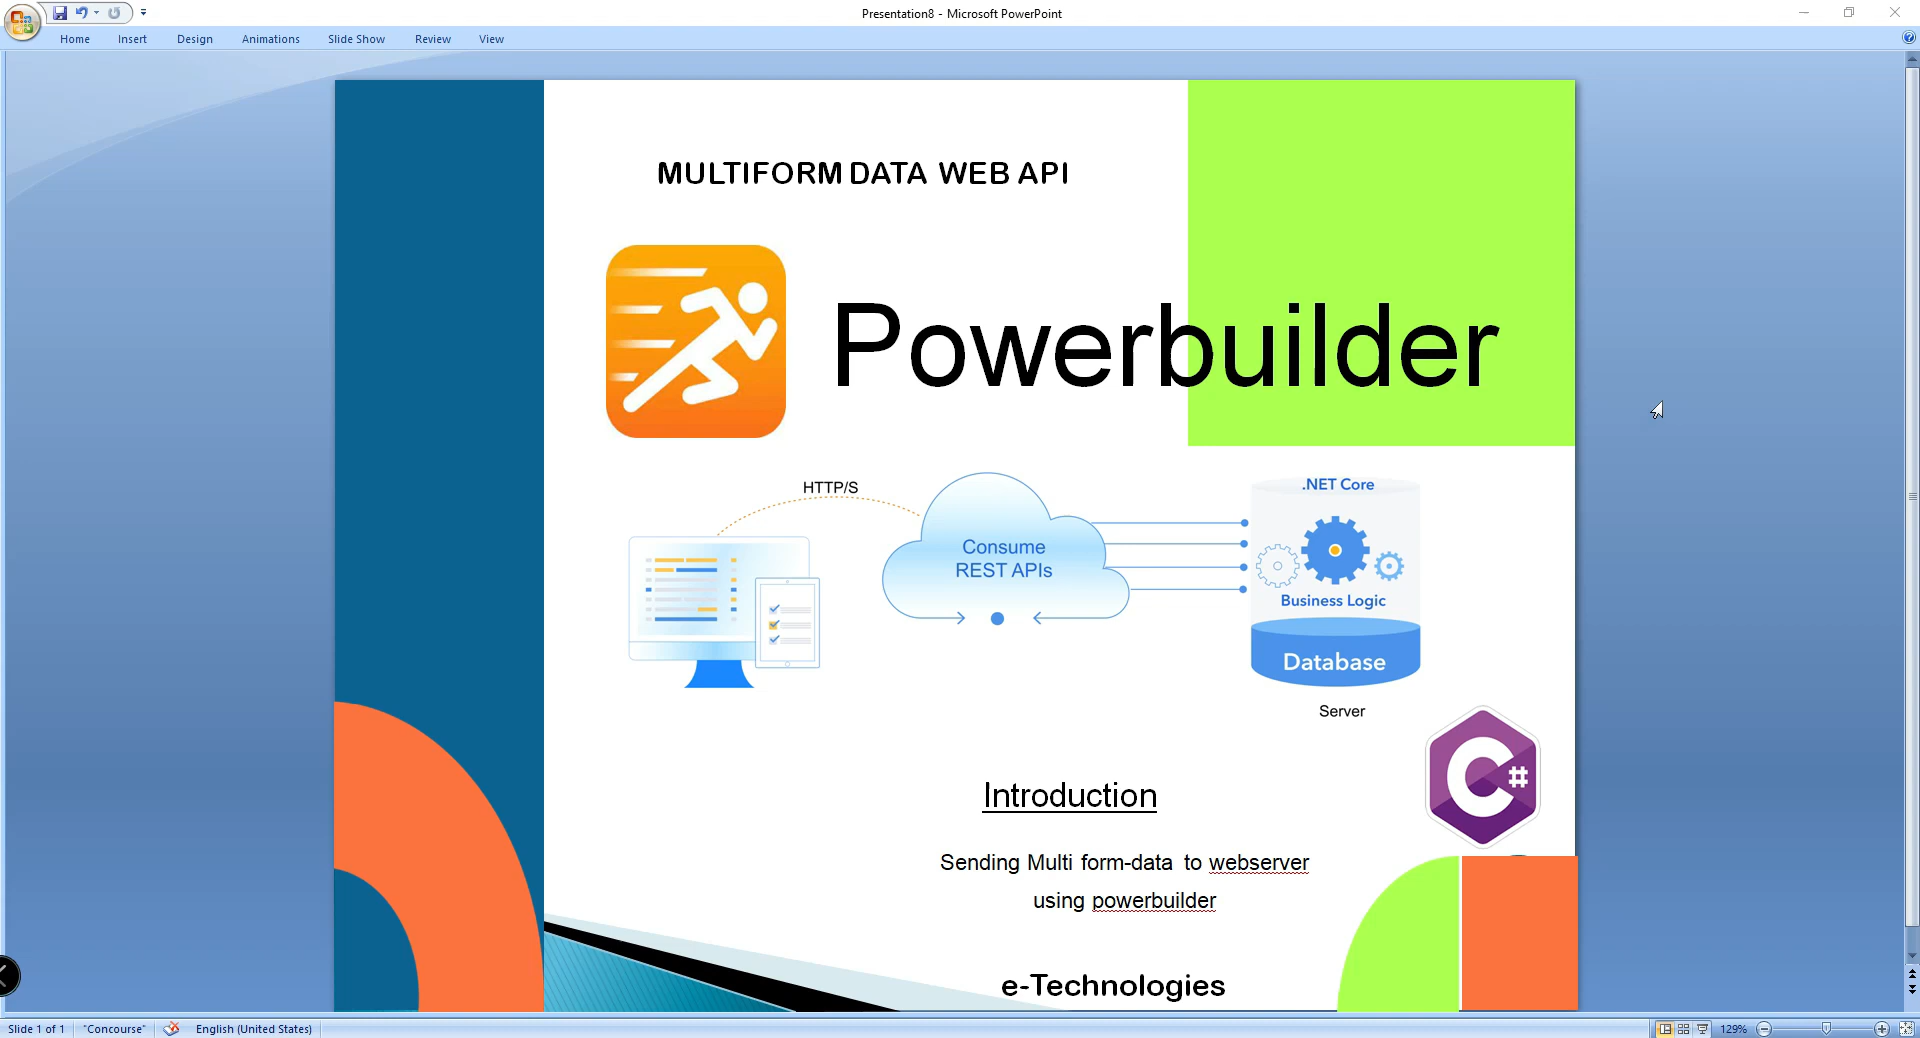 Presentation8 - Microsoft PowerPoint
Home Insert Design Animations Slide Show Review View
MULTIFORM DATA WEB API
Powerbuilder
HTTP/S
.NET Core
Consume
REST APIs
Business Logic
Database
Server
C#
Introduction
Sending Multi form-data to webserver
using powerbuilder
e-Technologies
Slide 1 of 1 "Concourse" English (United States) 129%